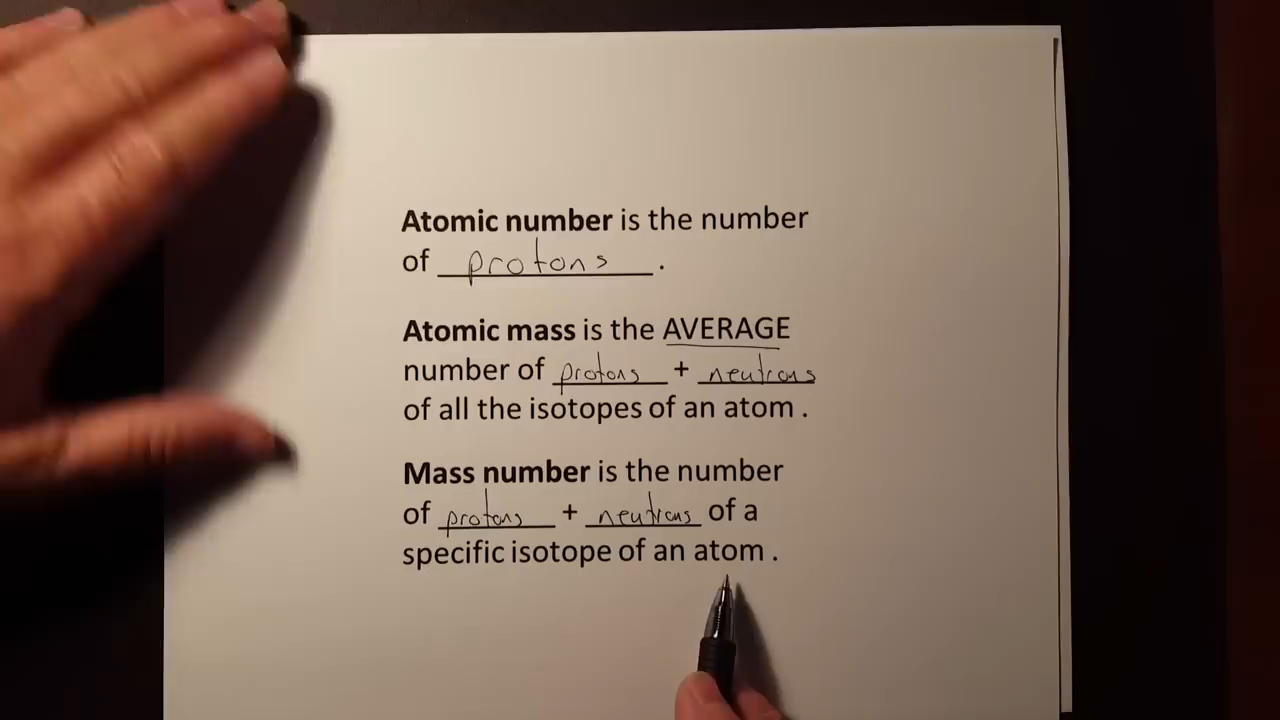 Atomic number is the number
of protons .
Atomic mass is the AVERAGE
number of protons + neutrons
of all the isotopes of an atom .
Mass number is the number
of protons + neutrons of a
specific isotope of an atom .